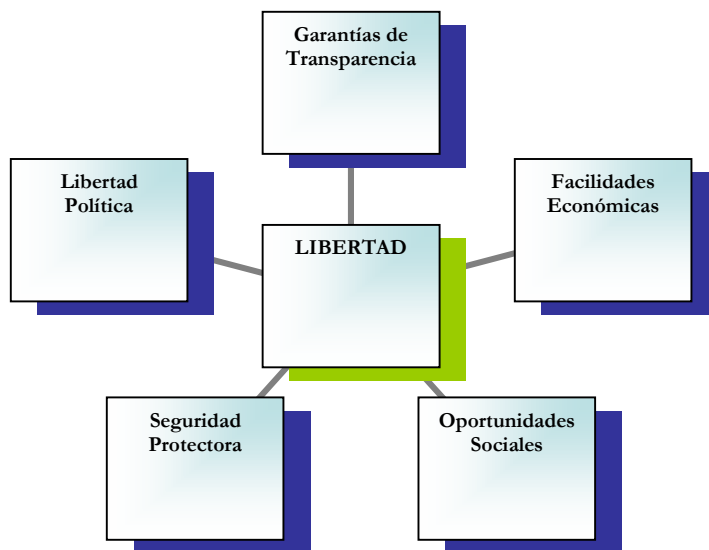 Garantías de
Transparencia
Libertad
Política
Facilidades
Económicas
LIBERTAD
Seguridad
Protectora
Oportunidades
Sociales